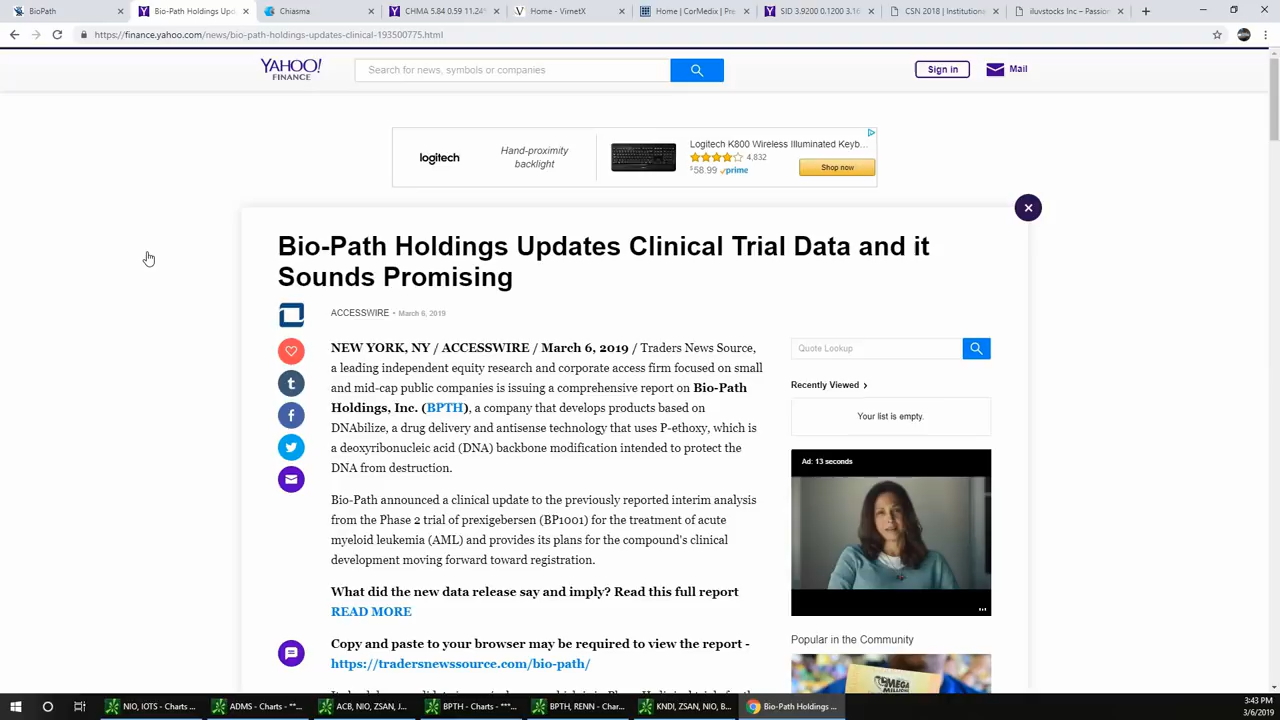 BioPath
Bio-Path Holdings Upd
Chiasma
CHMA 5.84 0.59 11.24
Home - VirnetX
Home | CorMedix | Pe
SID 3.9200 0.1200 3.16
CSN 2018 | Institutiona
iluvstocks Inc – Passion
https://finance.yahoo.com/news/bio-path-holdings-updates-clinical-193500775.html
YAHOO!
FINANCE
Search for news, symbols or companies
Sign in
Mail
logitech
Hand-proximity
backlight
Logitech K800 Wireless Illuminated Keyb...
4,832
$58.99 prime
Shop now
Bio-Path Holdings Updates Clinical Trial Data and it
Sounds Promising
ACCESSWIRE • March 6, 2019
NEW YORK, NY / ACCESSWIRE / March 6, 2019 / Traders News Source,
a leading independent equity research and corporate access firm focused on small
and mid-cap public companies is issuing a comprehensive report on Bio-Path
Holdings, Inc. (BPTH), a company that develops products based on
DNAbilize, a drug delivery and antisense technology that uses P-ethoxy, which is
a deoxyribonucleic acid (DNA) backbone modification intended to protect the
DNA from destruction.
Bio-Path announced a clinical update to the previously reported interim analysis
from the Phase 2 trial of prexigebersen (BP1001) for the treatment of acute
myeloid leukemia (AML) and provides its plans for the compound's clinical
development moving forward toward registration.
What did the new data release say and imply? Read this full report
READ MORE
Copy and paste to your browser may be required to view the report -
https://tradersnewssource.com/bio-path/
Quote Lookup
Recently Viewed
Your list is empty.
Ad: 13 seconds
Popular in the Community
MEGA
MILLION
NIO, IOTS - Charts ...
ADMS - Charts - **...
ACB, NIO, ZSAN, J...
BPTH - Charts - **...
BPTH, RENN - Char...
KNDI, ZSAN, NIO, B...
Bio-Path Holdings ...
3:43 PM
3/6/2019